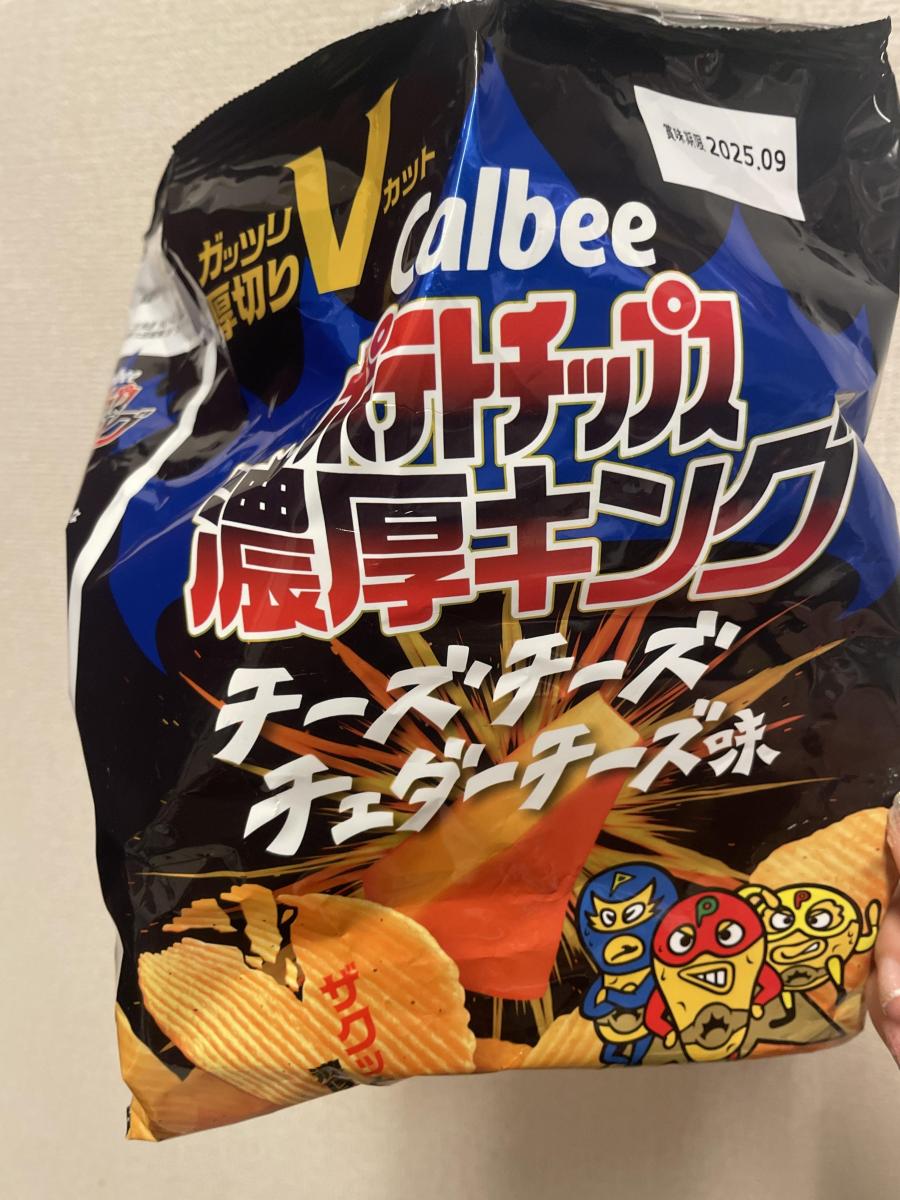 賞味期限 2025.09
ガッツリ
厚切り
V
カット
Calbee
ポテトチップス
濃厚キング
チーズ・チーズ
チェダーチーズ味
ザクッ
P
P
P